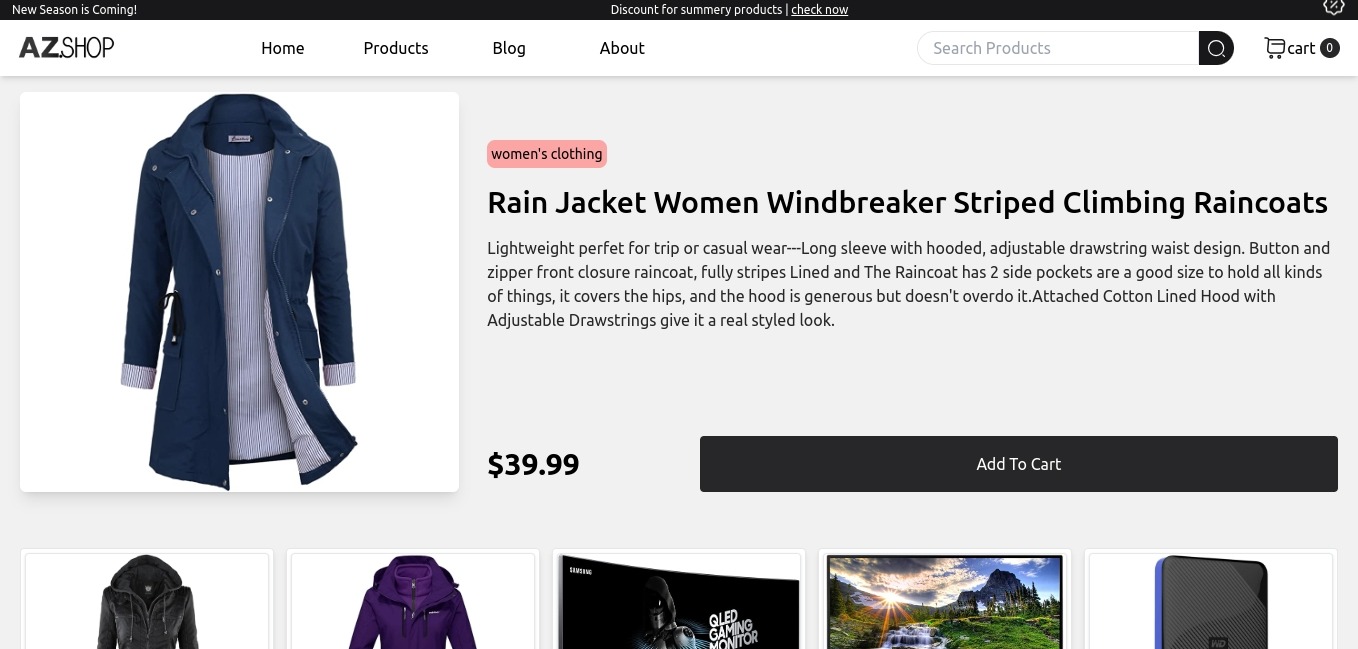 New Season is Coming!
Discount for summery products | check now
AZ.SHOP
Home
Products
Blog
About
Search Products
cart 0
women's clothing
Rain Jacket Women Windbreaker Striped Climbing Raincoats
Lightweight perfet for trip or casual wear---Long sleeve with hooded, adjustable drawstring waist design. Button and
zipper front closure raincoat, fully stripes Lined and The Raincoat has 2 side pockets are a good size to hold all kinds
of things, it covers the hips, and the hood is generous but doesn't overdo it.Attached Cotton Lined Hood with
Adjustable Drawstrings give it a real styled look.
$39.99
Add To Cart
SAMSUNG
QLED
GAMING
MONITOR
WD